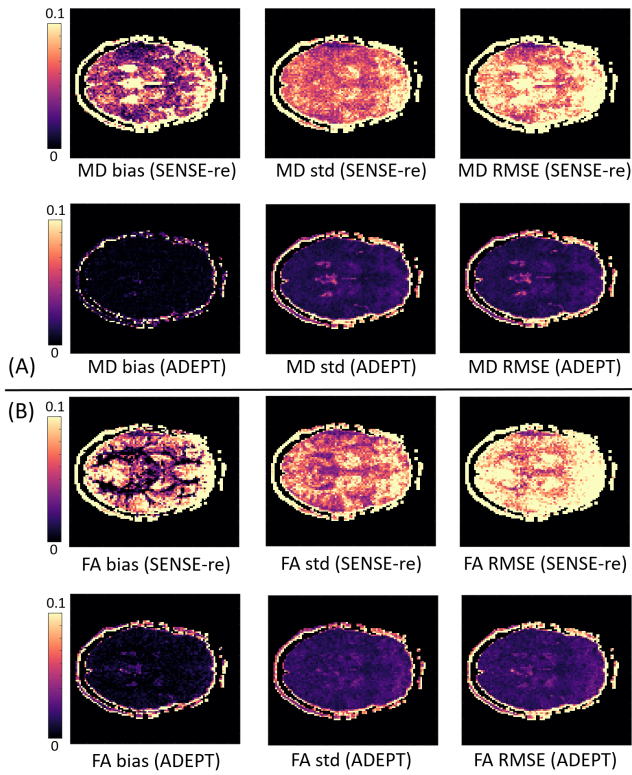 0.1
0
MD bias (SENSE-re) MD std (SENSE-re) MD RMSE (SENSE-re)
0.1
0
(A)
MD bias (ADEPT) MD std (ADEPT) MD RMSE (ADEPT)
(B)
0.1
0
FA bias (SENSE-re) FA std (SENSE-re) FA RMSE (SENSE-re)
0.1
0
FA bias (ADEPT) FA std (ADEPT) FA RMSE (ADEPT)